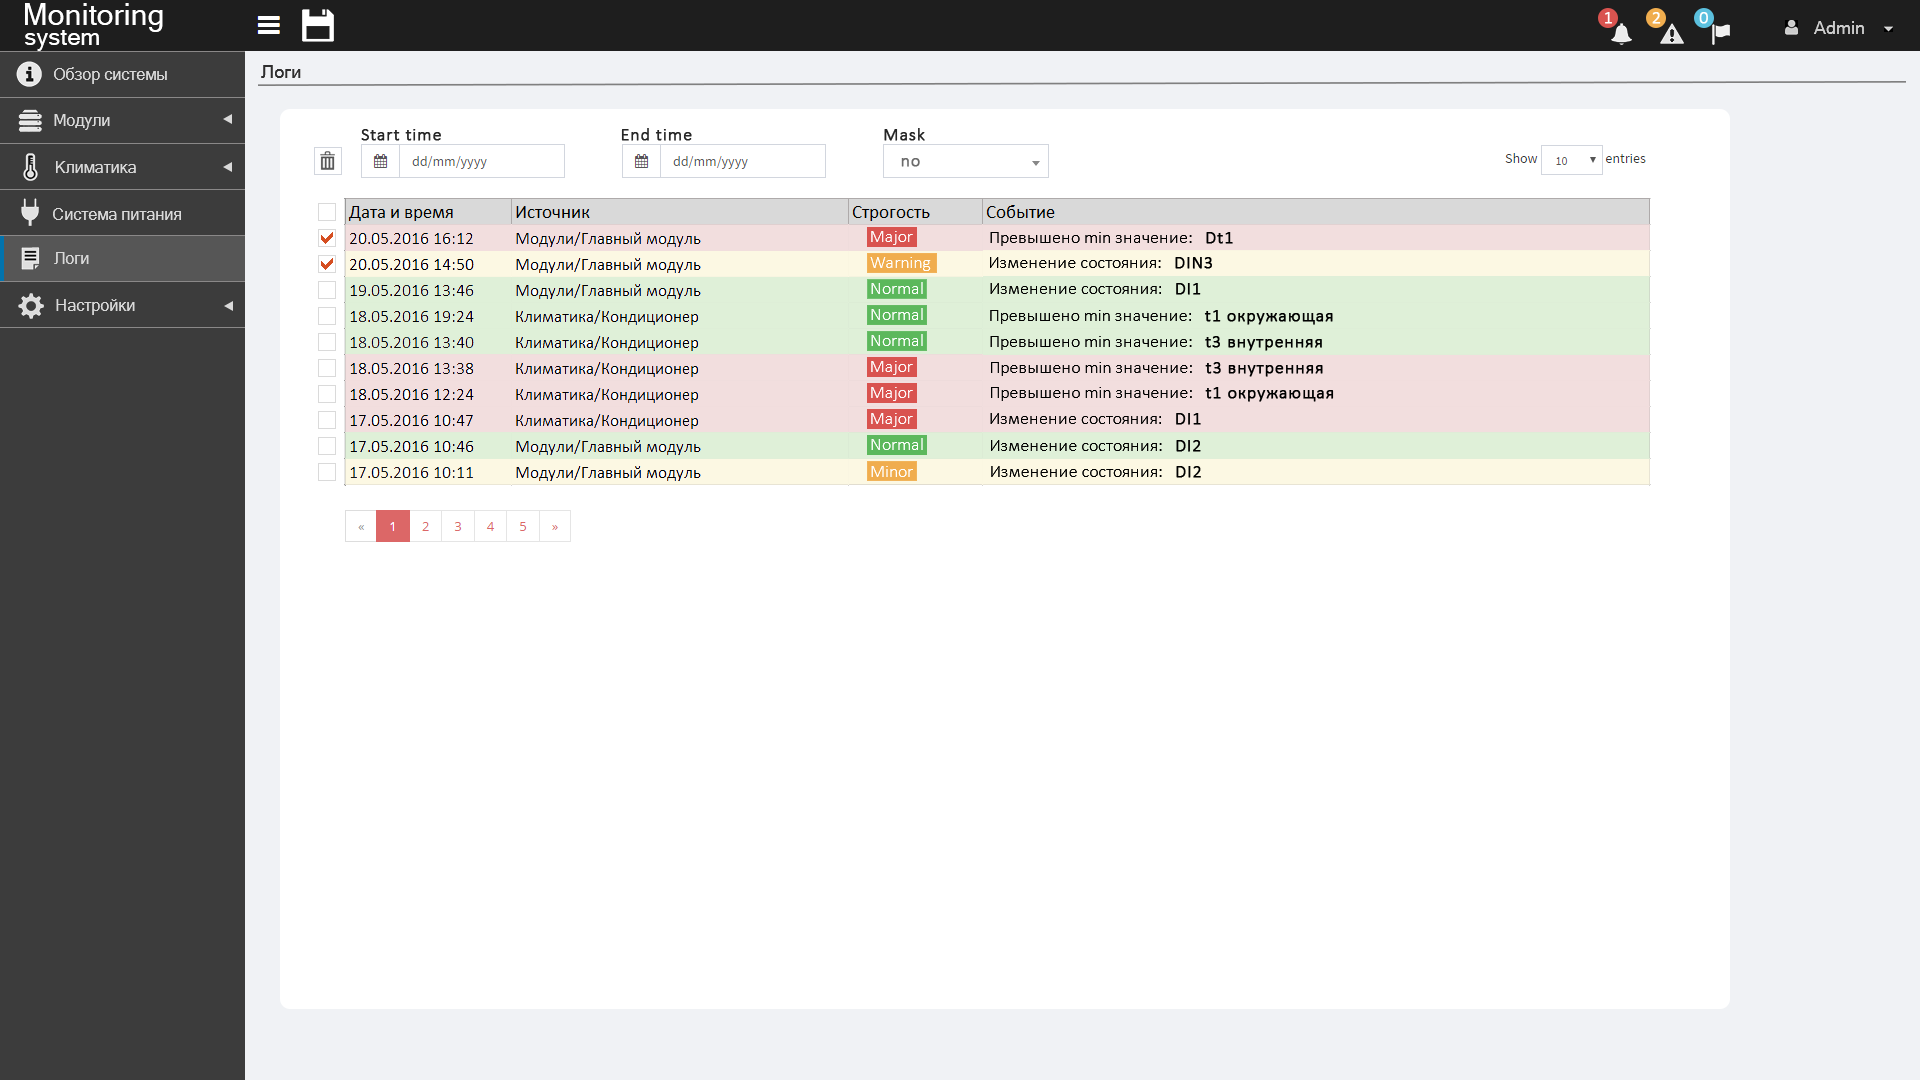 Monitoring
system
1 2 0 Admin
Обзор системы
Модули
Климатика
Система питания
Логи
Настройки
Логи
Start time End time Mask
dd/mm/yyyy dd/mm/yyyy no Show 10 entries
Дата и время Источник Строгость Событие
20.05.2016 16:12 Модули/Главный модуль Major Превышено min значение: Dt1
20.05.2016 14:50 Модули/Главный модуль Warning Изменение состояния: DIN3
19.05.2016 13:46 Модули/Главный модуль Normal Изменение состояния: DI1
18.05.2016 19:24 Климатика/Кондиционер Normal Превышено min значение: t1 окружающая
18.05.2016 13:40 Климатика/Кондиционер Normal Превышено min значение: t3 внутренняя
18.05.2016 13:38 Климатика/Кондиционер Major Превышено min значение: t3 внутренняя
18.05.2016 12:24 Климатика/Кондиционер Major Превышено min значение: t1 окружающая
17.05.2016 10:47 Климатика/Кондиционер Major Изменение состояния: DI1
17.05.2016 10:46 Модули/Главный модуль Normal Изменение состояния: DI2
17.05.2016 10:11 Модули/Главный модуль Minor Изменение состояния: DI2
« 1 2 3 4 5 »